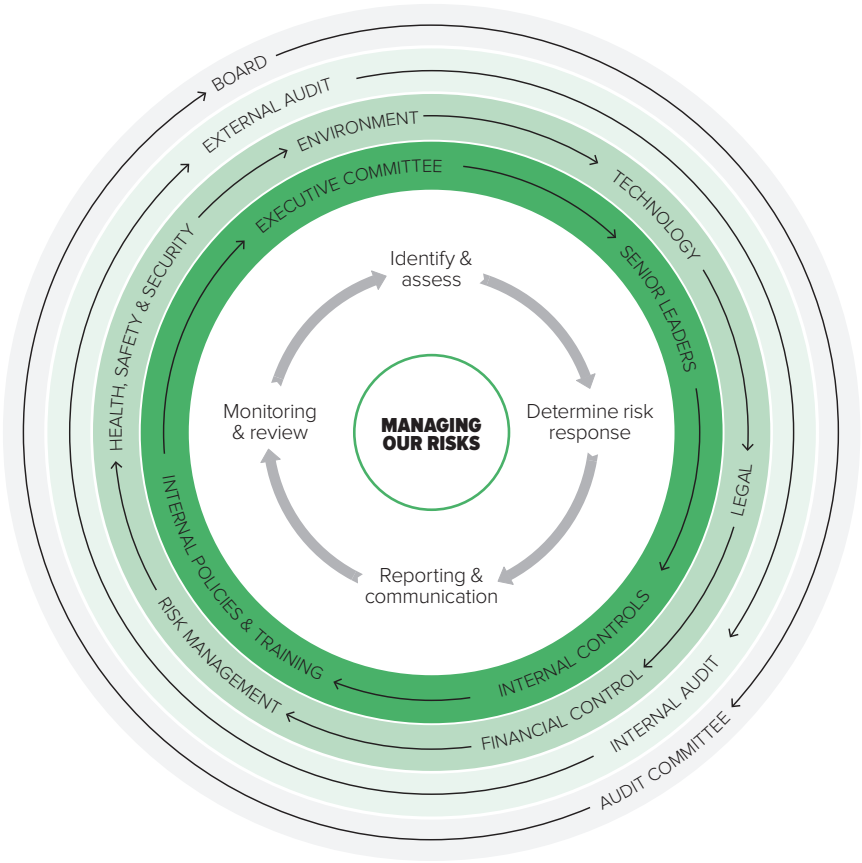 BOARD
EXTERNAL AUDIT
ENVIRONMENT
EXECUTIVE COMMITTEE
TECHNOLOGY
SENIOR LEADERS
HEALTH, SAFETY & SECURITY
Identify &
assess
Monitoring
& review
MANAGING
OUR RISKS
Determine risk
response
LEGAL
Reporting &
communication
INTERNAL POLICIES & TRAINING
INTERNAL CONTROLS
RISK MANAGEMENT
FINANCIAL CONTROL
INTERNAL AUDIT
AUDIT COMMITTEE